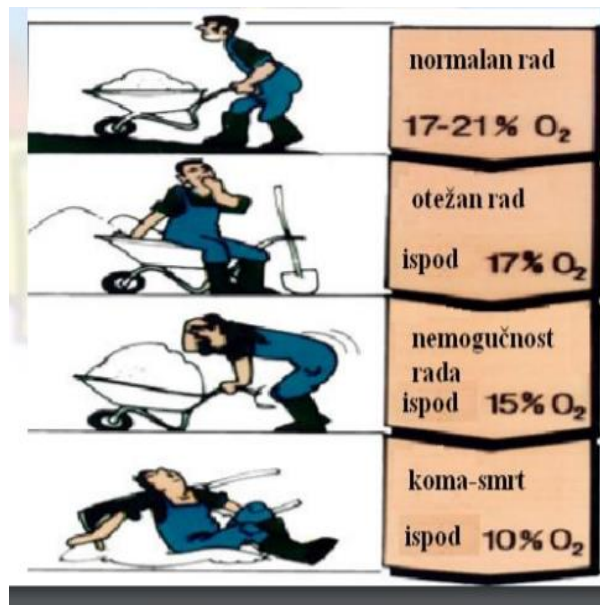 normalan rad
17-21% O₂
otežan rad
ispod 17% O₂
nemogučnost
rada
ispod 15% O₂
koma-smrt
ispod 10% O₂